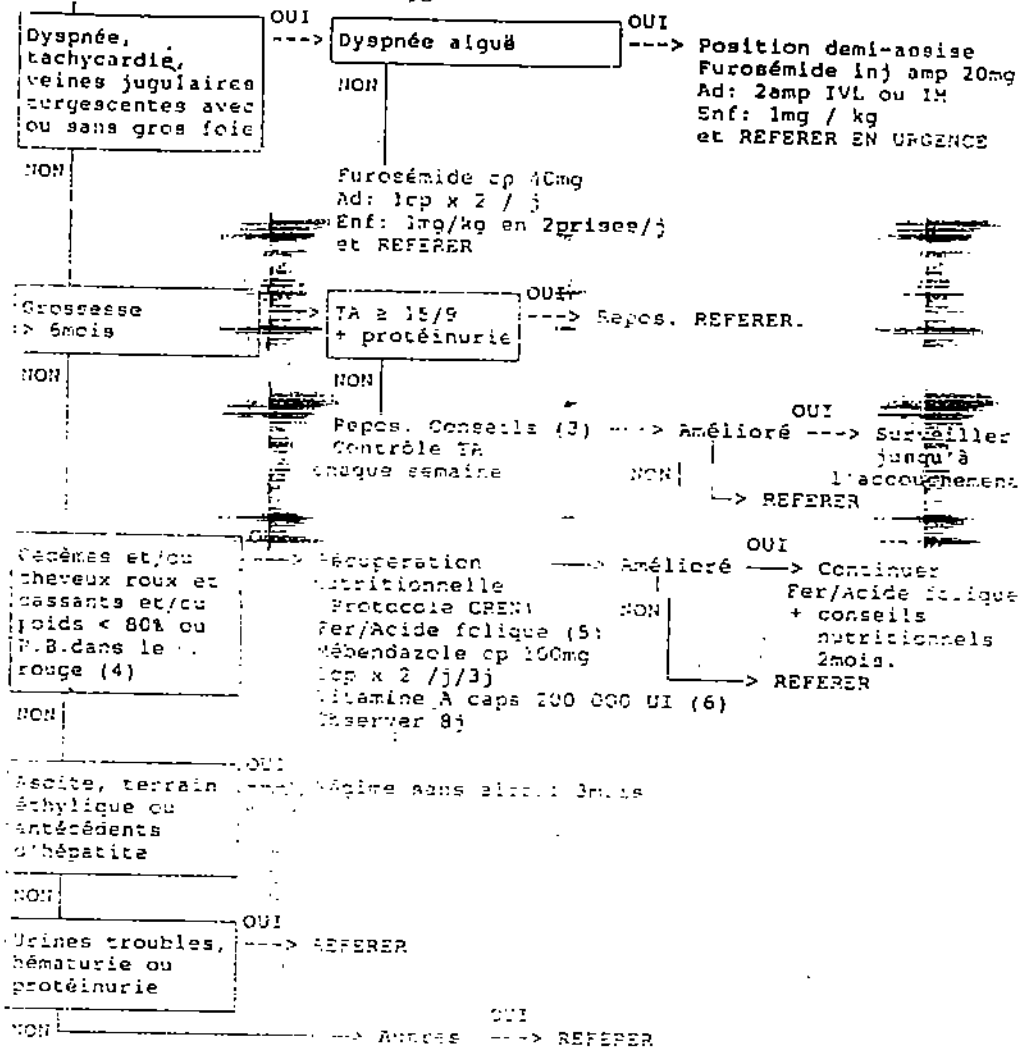 OUI
OUI
Dyspnée,
tachycardie,
veines jugulaires
turgescentes avec
ou sans gros foie
---> Dyspnée aiguë
---> Position demi-assise
Furosémide inj amp 20mg
Ad: 2amp IVL ou IM
Enf: 1mg / kg
et REFERER EN URGENCE
NON
NON
Furosémide cp 40mg
Ad: 1cp x 2 / j
Enf: 1mg/kg en 2prises/j
et REFERER
Grossesse
> 6mois
TA ≥ 15/9
+ protéinurie
OUI
---> Repos. REFERER.
NON
NON
Repos. Conseils (3) ---> Amélioré ---> Surveiller
OUI
Contrôle TA
chaque semaine
jusqu'à
l'accouchement
NON
---> REFERER
Oedèmes et/ou
cheveux roux et
cassants et/ou
poids < 80% ou
P.B.dans le
rouge (4)
---> Récupération
nutritionnelle
Protocole CREN
Fer/Acide folique (5)
Mébendazole cp 100mg
1cp x 2 /j/3j
Vitamine A caps 200 000 UI (6)
Observer 8j
---> Amélioré
OUI
---> Continuer
Fer/Acide folique
+ conseils
nutritionnels
2mois.
NON
---> REFERER
NON
Ascite, terrain
éthylique ou
antécédents
d'hépatite
OUI
Régime sans alcool 3mois
NON
Urines troubles,
hématurie ou
protéinurie
OUI
---> REFERER
NON
---> Autres
OUI
---> REFERER